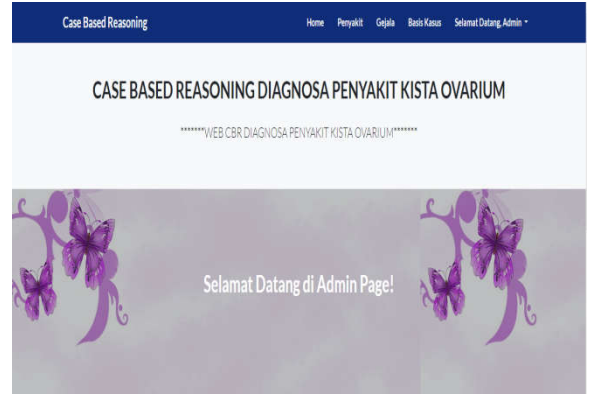 Case Based Reasoning Home Penyakit Gejala Basis Kasus Selamat Datang, Admin
CASE BASED REASONING DIAGNOSA PENYAKIT KISTA OVARIUM
*******WEB CBR DIAGNOSA PENYAKIT KISTA OVARIUM*******
Selamat Datang di Admin Page!